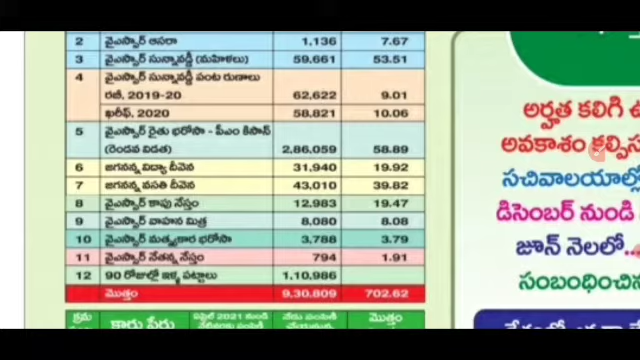 2 వైఎస్సార్ ఆసరా 1,136 7.67
3 వైఎస్సార్ సున్నావడ్డీ (మహిళలు) 59,661 53.51
4 వైఎస్సార్ సున్నావడ్డీ పంట రుణాలు
రబీ, 2019-20 62,622 9.01
ఖరీఫ్, 2020 58,821 10.06
5 వైఎస్సార్ రైతు భరోసా - పీఎం కిసాన్
(రెండవ విడత) 2,86,059 58.89
6 జగనన్న విద్యా దీవెన 31,940 19.92
7 జగనన్న వసతి దీవెన 43,010 39.82
8 వైఎస్సార్ కాపు నేస్తం 12,983 19.47
9 వైఎస్సార్ వాహన మిత్ర 8,080 8.08
10 వైఎస్సార్ మత్స్యకార భరోసా 3,788 3.79
11 వైఎస్సార్ నేతన్న నేస్తం 794 1.91
12 90 రోజుల్లో ఇళ్ళ పట్టాలు 1,10,986
మొత్తం 9,30,809 702.62
క్రమ కారు పేరు ఏప్రిల్ 2021 నుండి మొత్తం
అర్హత కలిగి
అవకాశం కల్పిస
సచివాలయాల్లో
డిసెంబర్ నుండి
జూన్ నెలలో..
సంబంధించిన